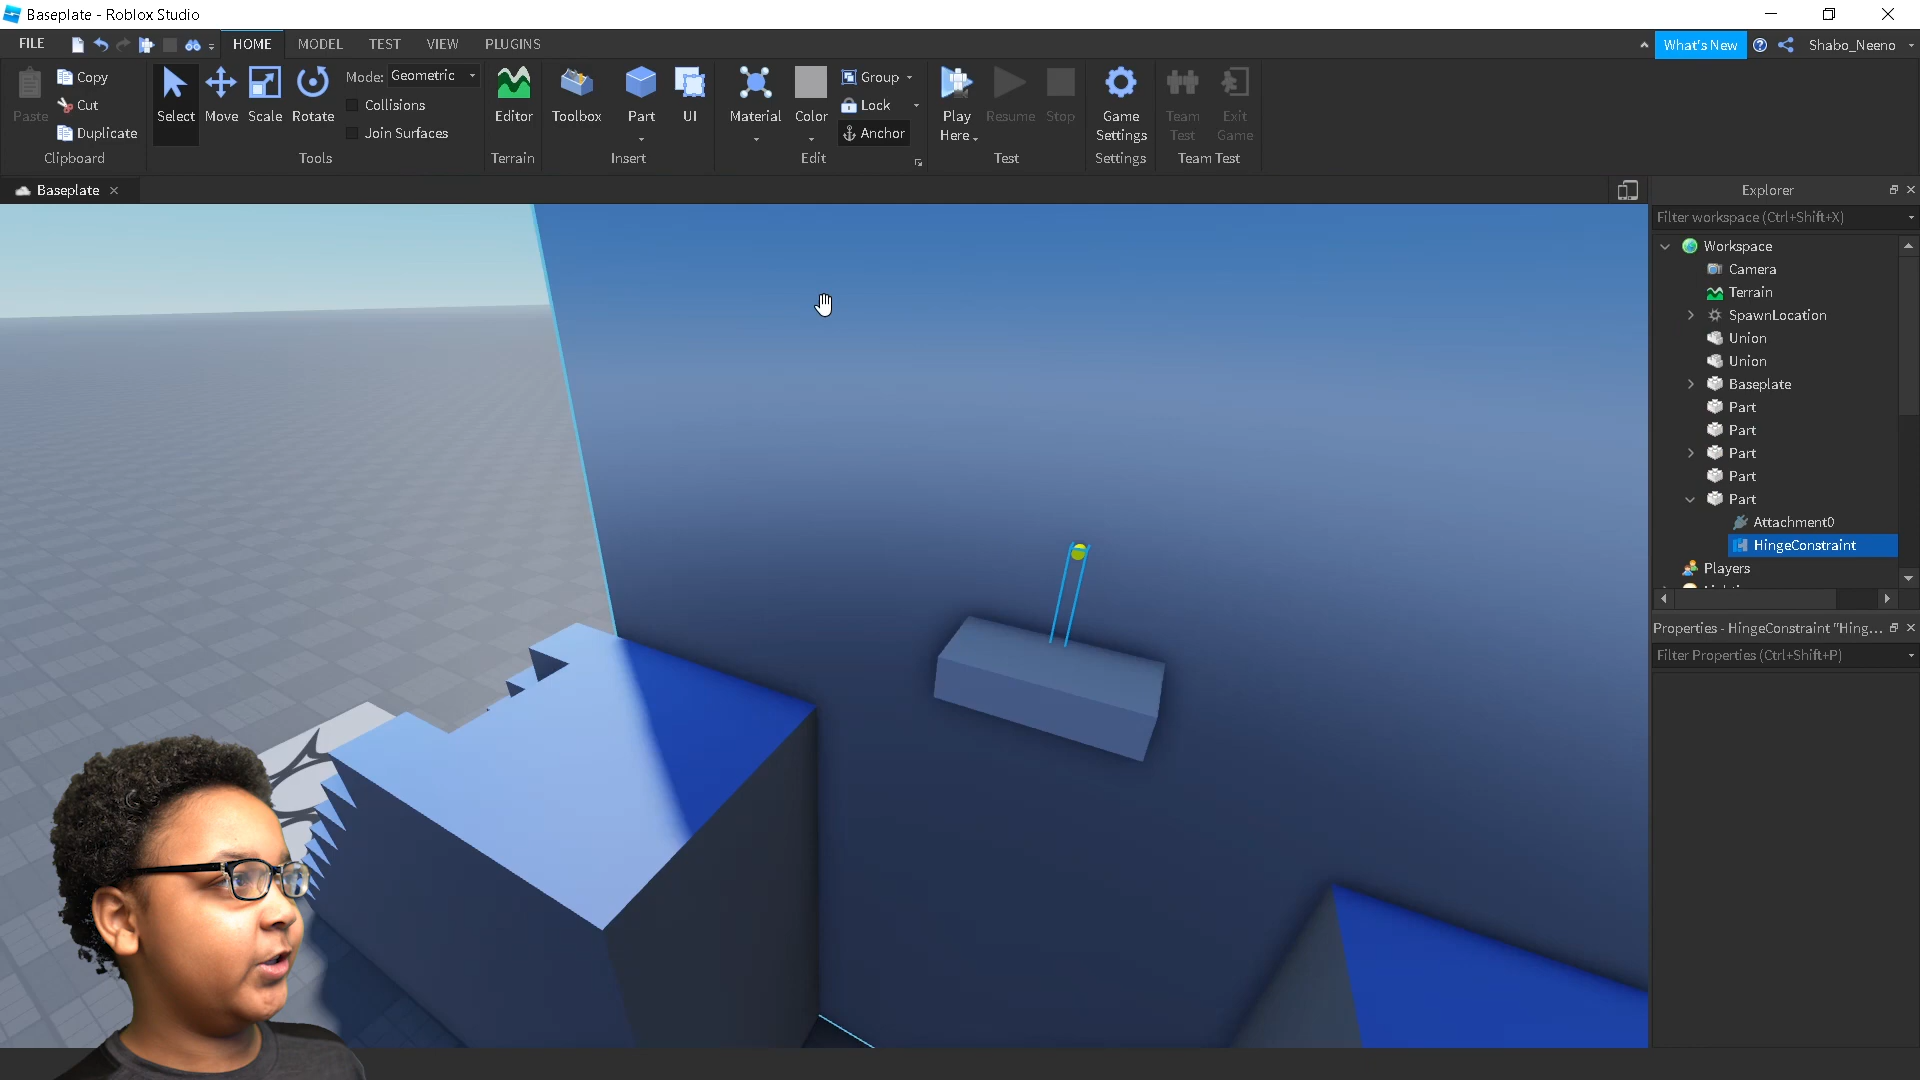 Baseplate - Roblox Studio
FILE HOME MODEL TEST VIEW PLUGINS What's New Shabo_Neeno
Paste Copy Cut Duplicate
Clipboard
Select Move Scale Rotate
Mode: Geometric
Collisions
Join Surfaces
Tools
Editor
Terrain
Toolbox Part UI
Insert
Material Color
Group
Lock
Anchor
Edit
Play Here Resume Stop
Test
Game Settings
Settings
Team Test Exit Game
Team Test
Baseplate
Explorer
Filter workspace (Ctrl+Shift+X)
Workspace
Camera
Terrain
SpawnLocation
Union
Union
Baseplate
Part
Part
Part
Part
Part
Attachment0
HingeConstraint
Players
Properties - HingeConstraint "Hing...
Filter Properties (Ctrl+Shift+P)